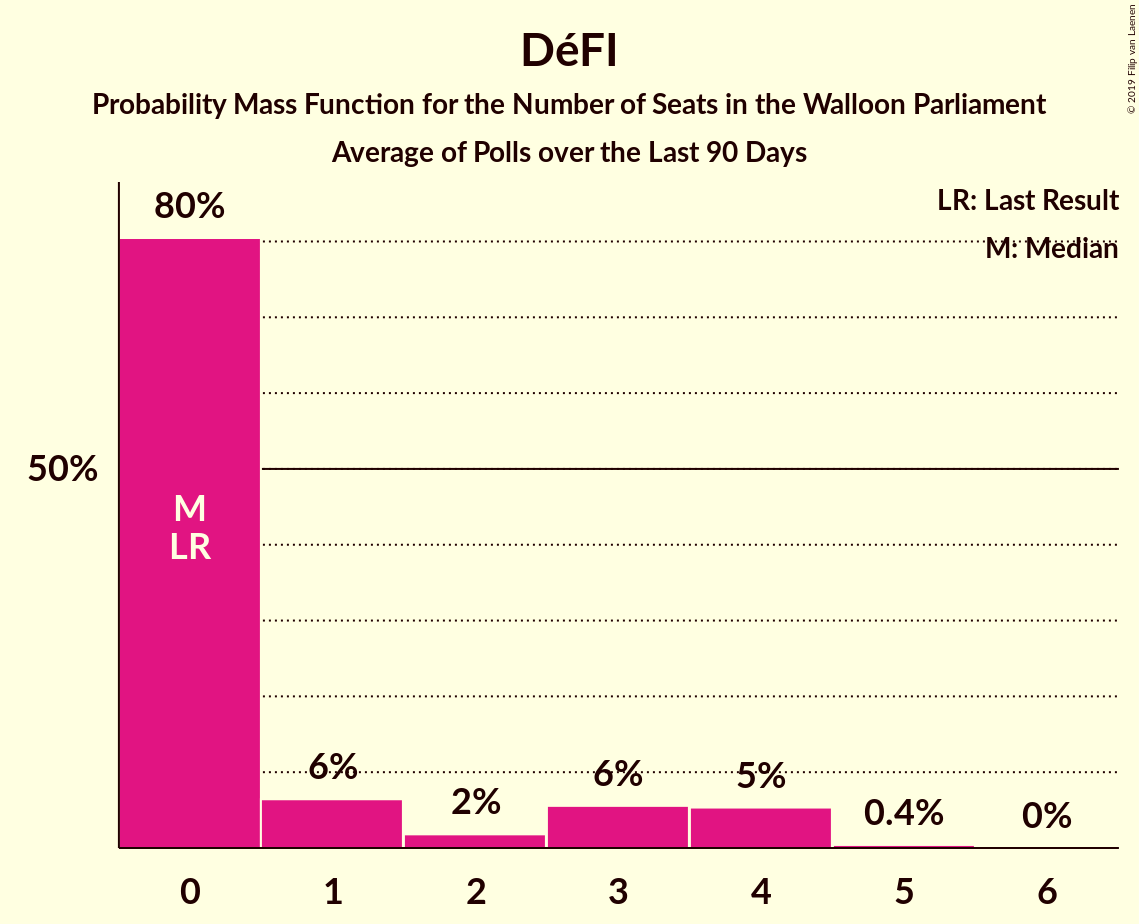 DéFI
Probability Mass Function for the Number of Seats in the Walloon Parliament
Average of Polls over the Last 90 Days
© 2019 Filip van Laenen
LR: Last Result
M: Median
80%
50%
M
LR
6%
2%
6%
5%
0.4%
0%
0 1 2 3 4 5 6